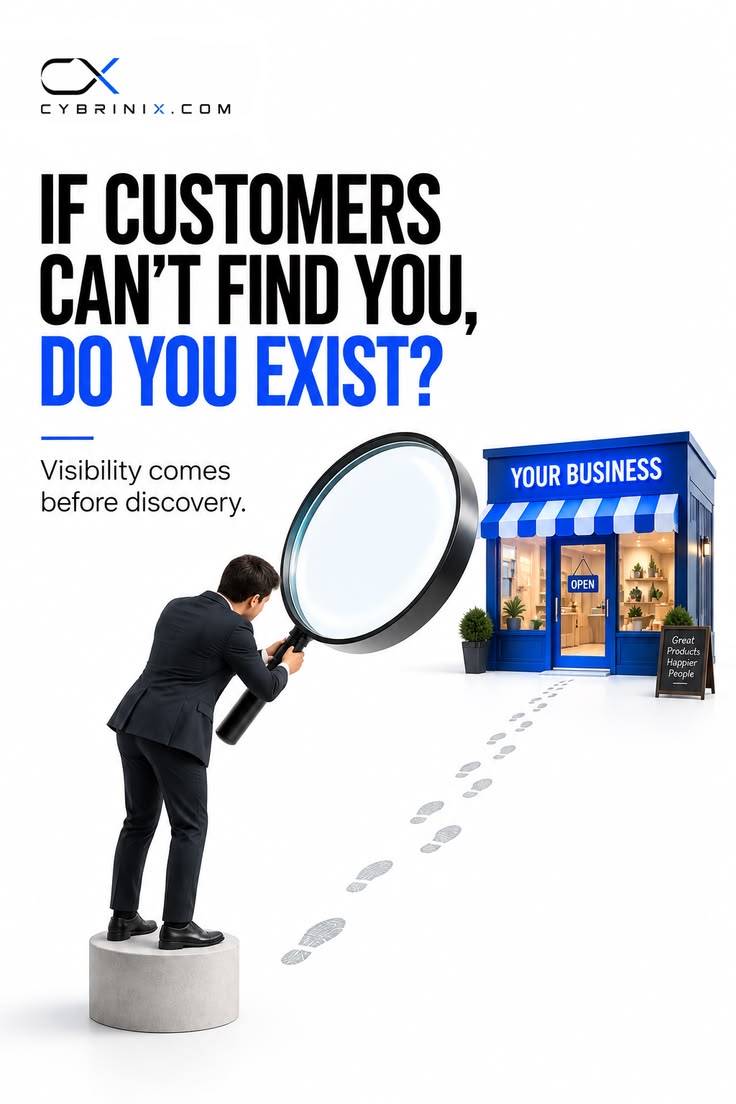 CX
CYBRINIX.COM
IF CUSTOMERS
CAN'T FIND YOU,
DO YOU EXIST?
Visibility comes
before discovery.
YOUR BUSINESS
OPEN
Great
Products
Happier
People